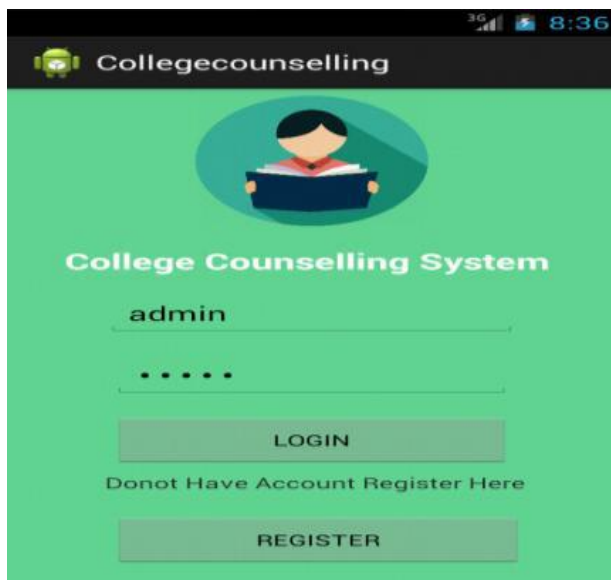 3G 8:36
Collegecounselling
College Counselling System
admin
•••••
LOGIN
Donot Have Account Register Here
REGISTER